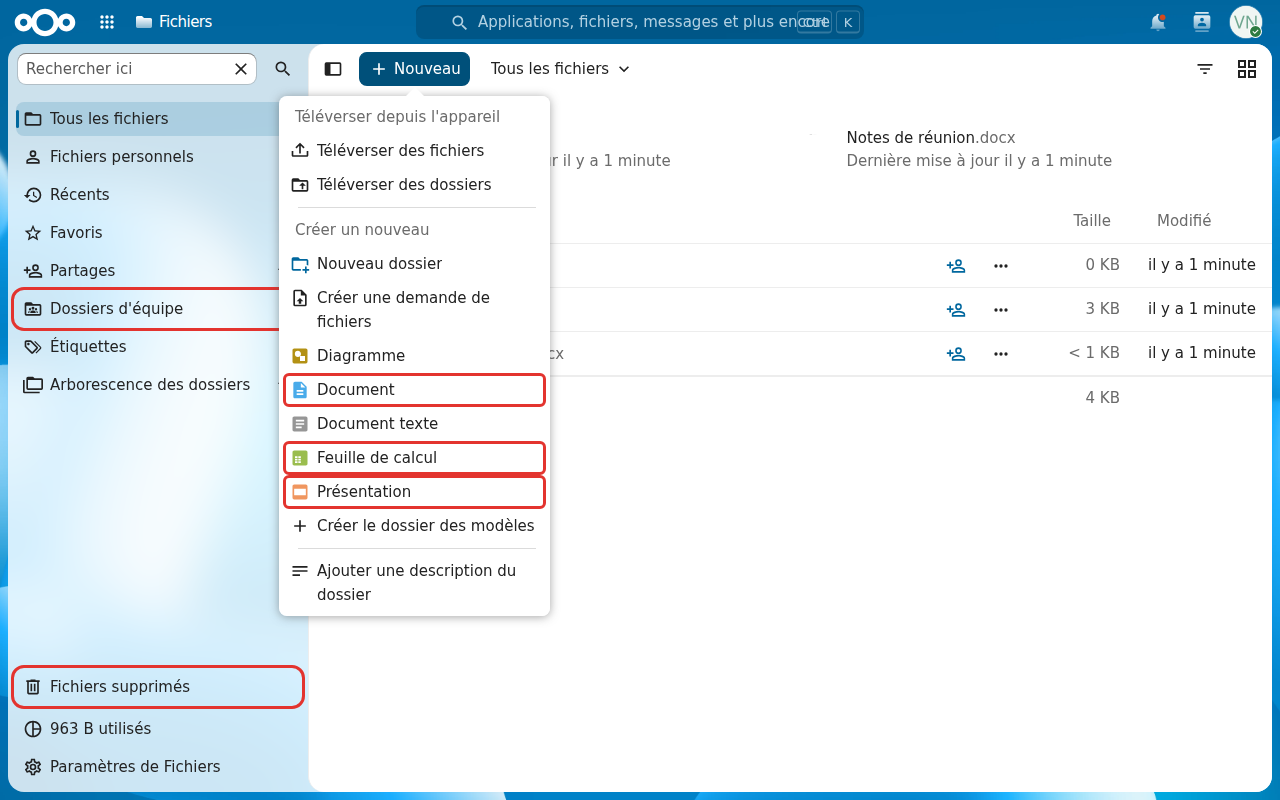 Fichiers
Applications, fichiers, messages et plus encore
Ctrl K
VN
Rechercher ici
Nouveau
Tous les fichiers
Tous les fichiers
Fichiers personnels
Récents
Favoris
Partages
Dossiers d'équipe
Étiquettes
Arborescence des dossiers
Fichiers supprimés
963 B utilisés
Paramètres de Fichiers
Téléverser depuis l'appareil
Téléverser des fichiers
Téléverser des dossiers
Créer un nouveau
Nouveau dossier
Créer une demande de
fichiers
Diagramme
Document
Document texte
Feuille de calcul
Présentation
Créer le dossier des modèles
Ajouter une description du
dossier
r il y a 1 minute
Notes de réunion.docx
Dernière mise à jour il y a 1 minute
Taille Modifié
0 KB il y a 1 minute
3 KB il y a 1 minute
cx < 1 KB il y a 1 minute
4 KB